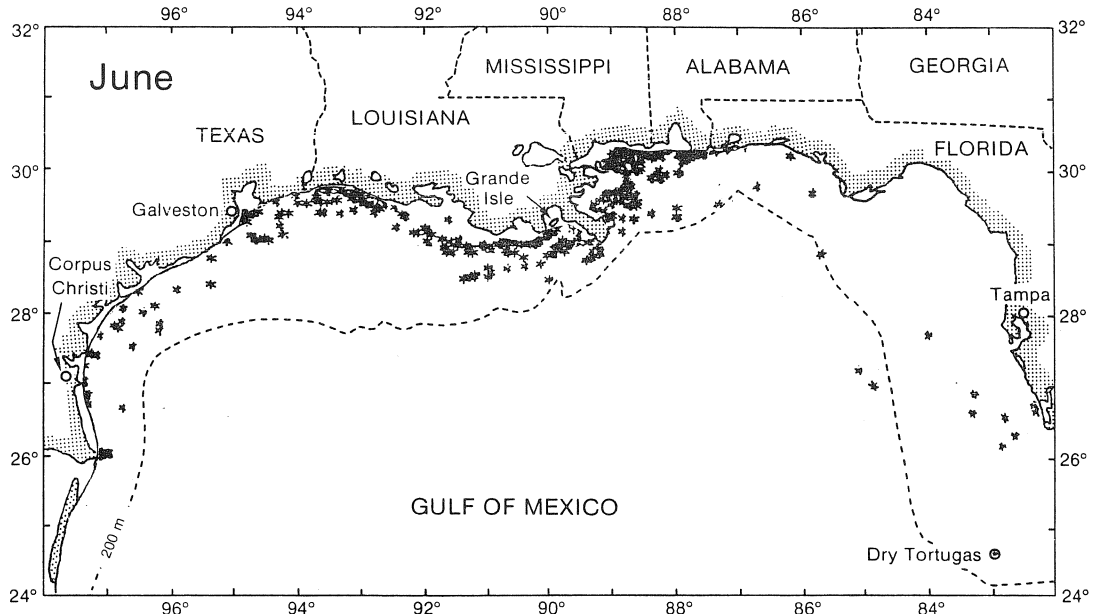 96° 94° 92° 90° 88° 86° 84°
32° 32°
June
MISSISSIPPI ALABAMA GEORGIA
LOUISIANA
TEXAS
FLORIDA
30° 30°
Grande
Isle
Galveston
Corpus
Christi
Tampa
28° 28°
26° 26°
GULF OF MEXICO
200 m
Dry Tortugas
24° 24°
96° 94° 92° 90° 88° 86° 84°